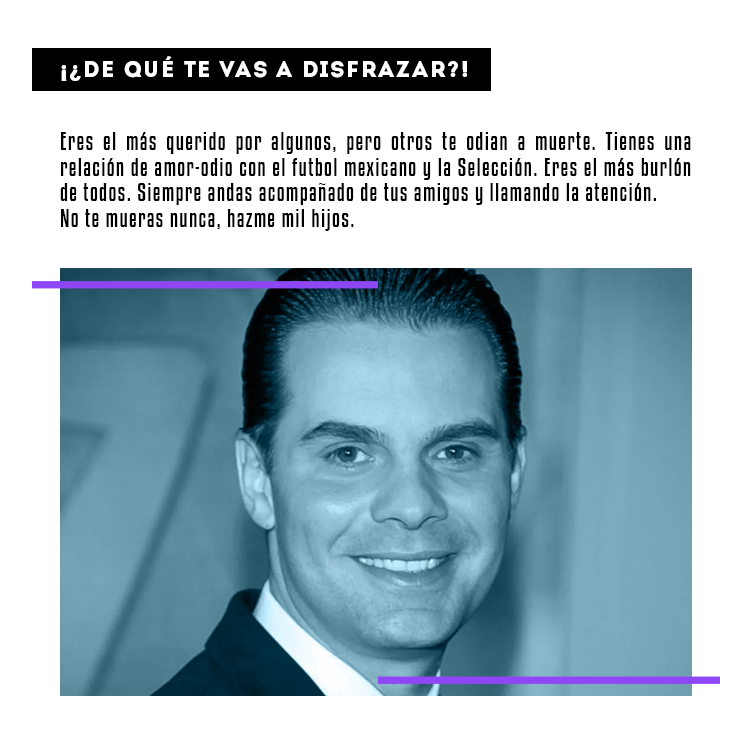 ¡¿DE QUÉ TE VAS A DISFRAZAR?!
Eres el más querido por algunos, pero otros te odian a muerte. Tienes una
relación de amor-odio con el futbol mexicano y la Selección. Eres el más burlón
de todos. Siempre andas acompañado de tus amigos y llamando la atención.
No te mueras nunca, hazme mil hijos.